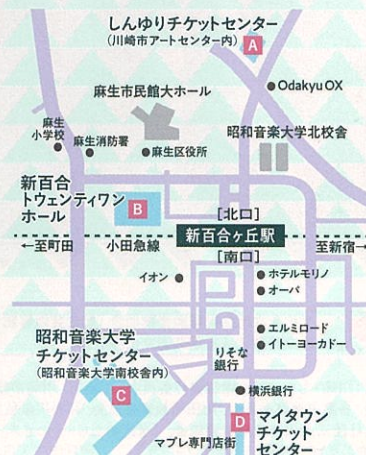 しんゆりチケットセンター
（川崎市アートセンター内）
A
Odakyu OX
麻生市民館大ホール
麻生
小学校
麻生消防署
麻生区役所
昭和音楽大学北校舎
新百合
トウェンティワン
ホール
B
［北口］
新百合ヶ丘駅
［南口］
←至町田
小田急線
至新宿→
イオン
ホテルモリノ
オーパ
エルミロード
イトーヨーカドー
りそな
銀行
昭和音楽大学
チケットセンター
（昭和音楽大学南校舎内）
C
横浜銀行
D
マイタウン
チケット
センター
マプレ専門店街